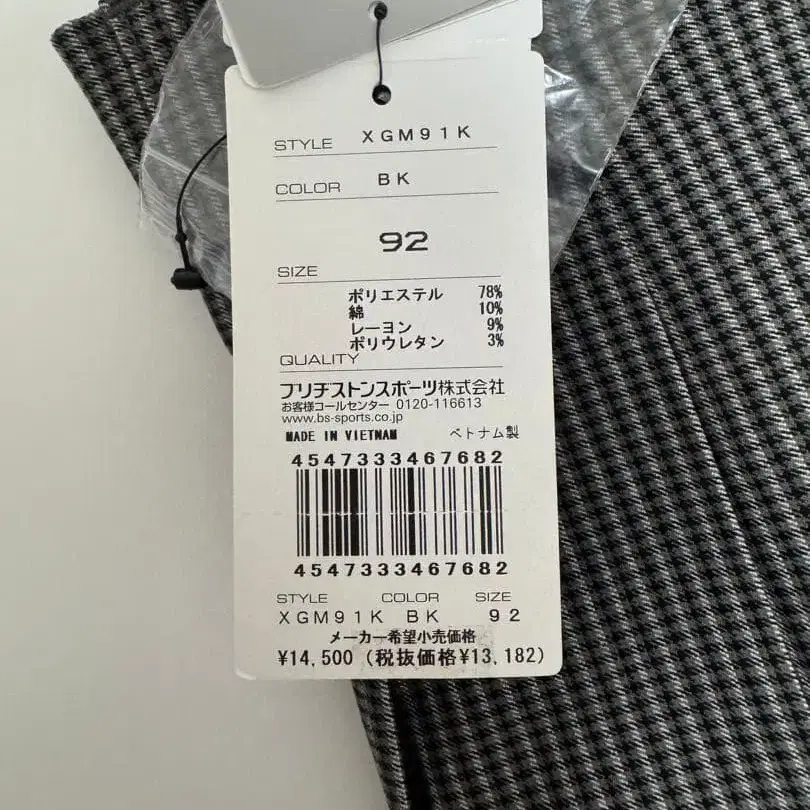 STYLE XGM91K
COLOR BK
92
SIZE
ポリエステル 78%
綿 10%
レーヨン 9%
ポリウレタン 3%
QUALITY
ブリヂストンスポーツ株式会社
お客様コールセンター 0120-116613
www.bs-sports.co.jp
MADE IN VIETNAM ベトナム製
4547333467682
4547333467682
STYLE COLOR SIZE
XGM91K BK 92
メーカー希望小売価格
¥14,500 (税抜価格¥13,182)